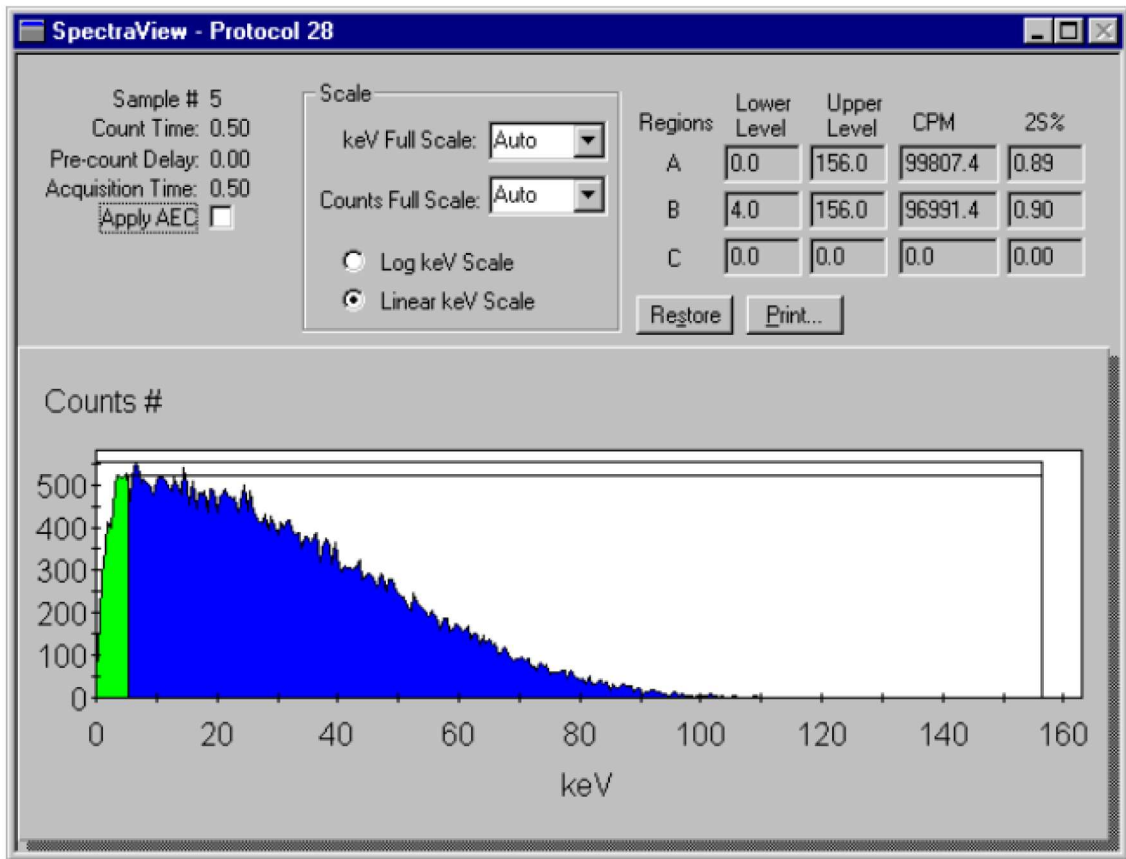 SpectraView - Protocol 28
Sample # 5
Count Time: 0.50
Pre-count Delay: 0.00
Acquisition Time: 0.50
Apply AEC
Scale
keV Full Scale: Auto
Counts Full Scale: Auto
Log keV Scale
Linear keV Scale
Regions Lower Level Upper Level CPM 2S%
A 0.0 156.0 99807.4 0.89
B 4.0 156.0 96991.4 0.90
C 0.0 0.0 0.0 0.00
Restore Print...
Counts #
500
400
300
200
100
0
0 20 40 60 80 100 120 140 160
keV